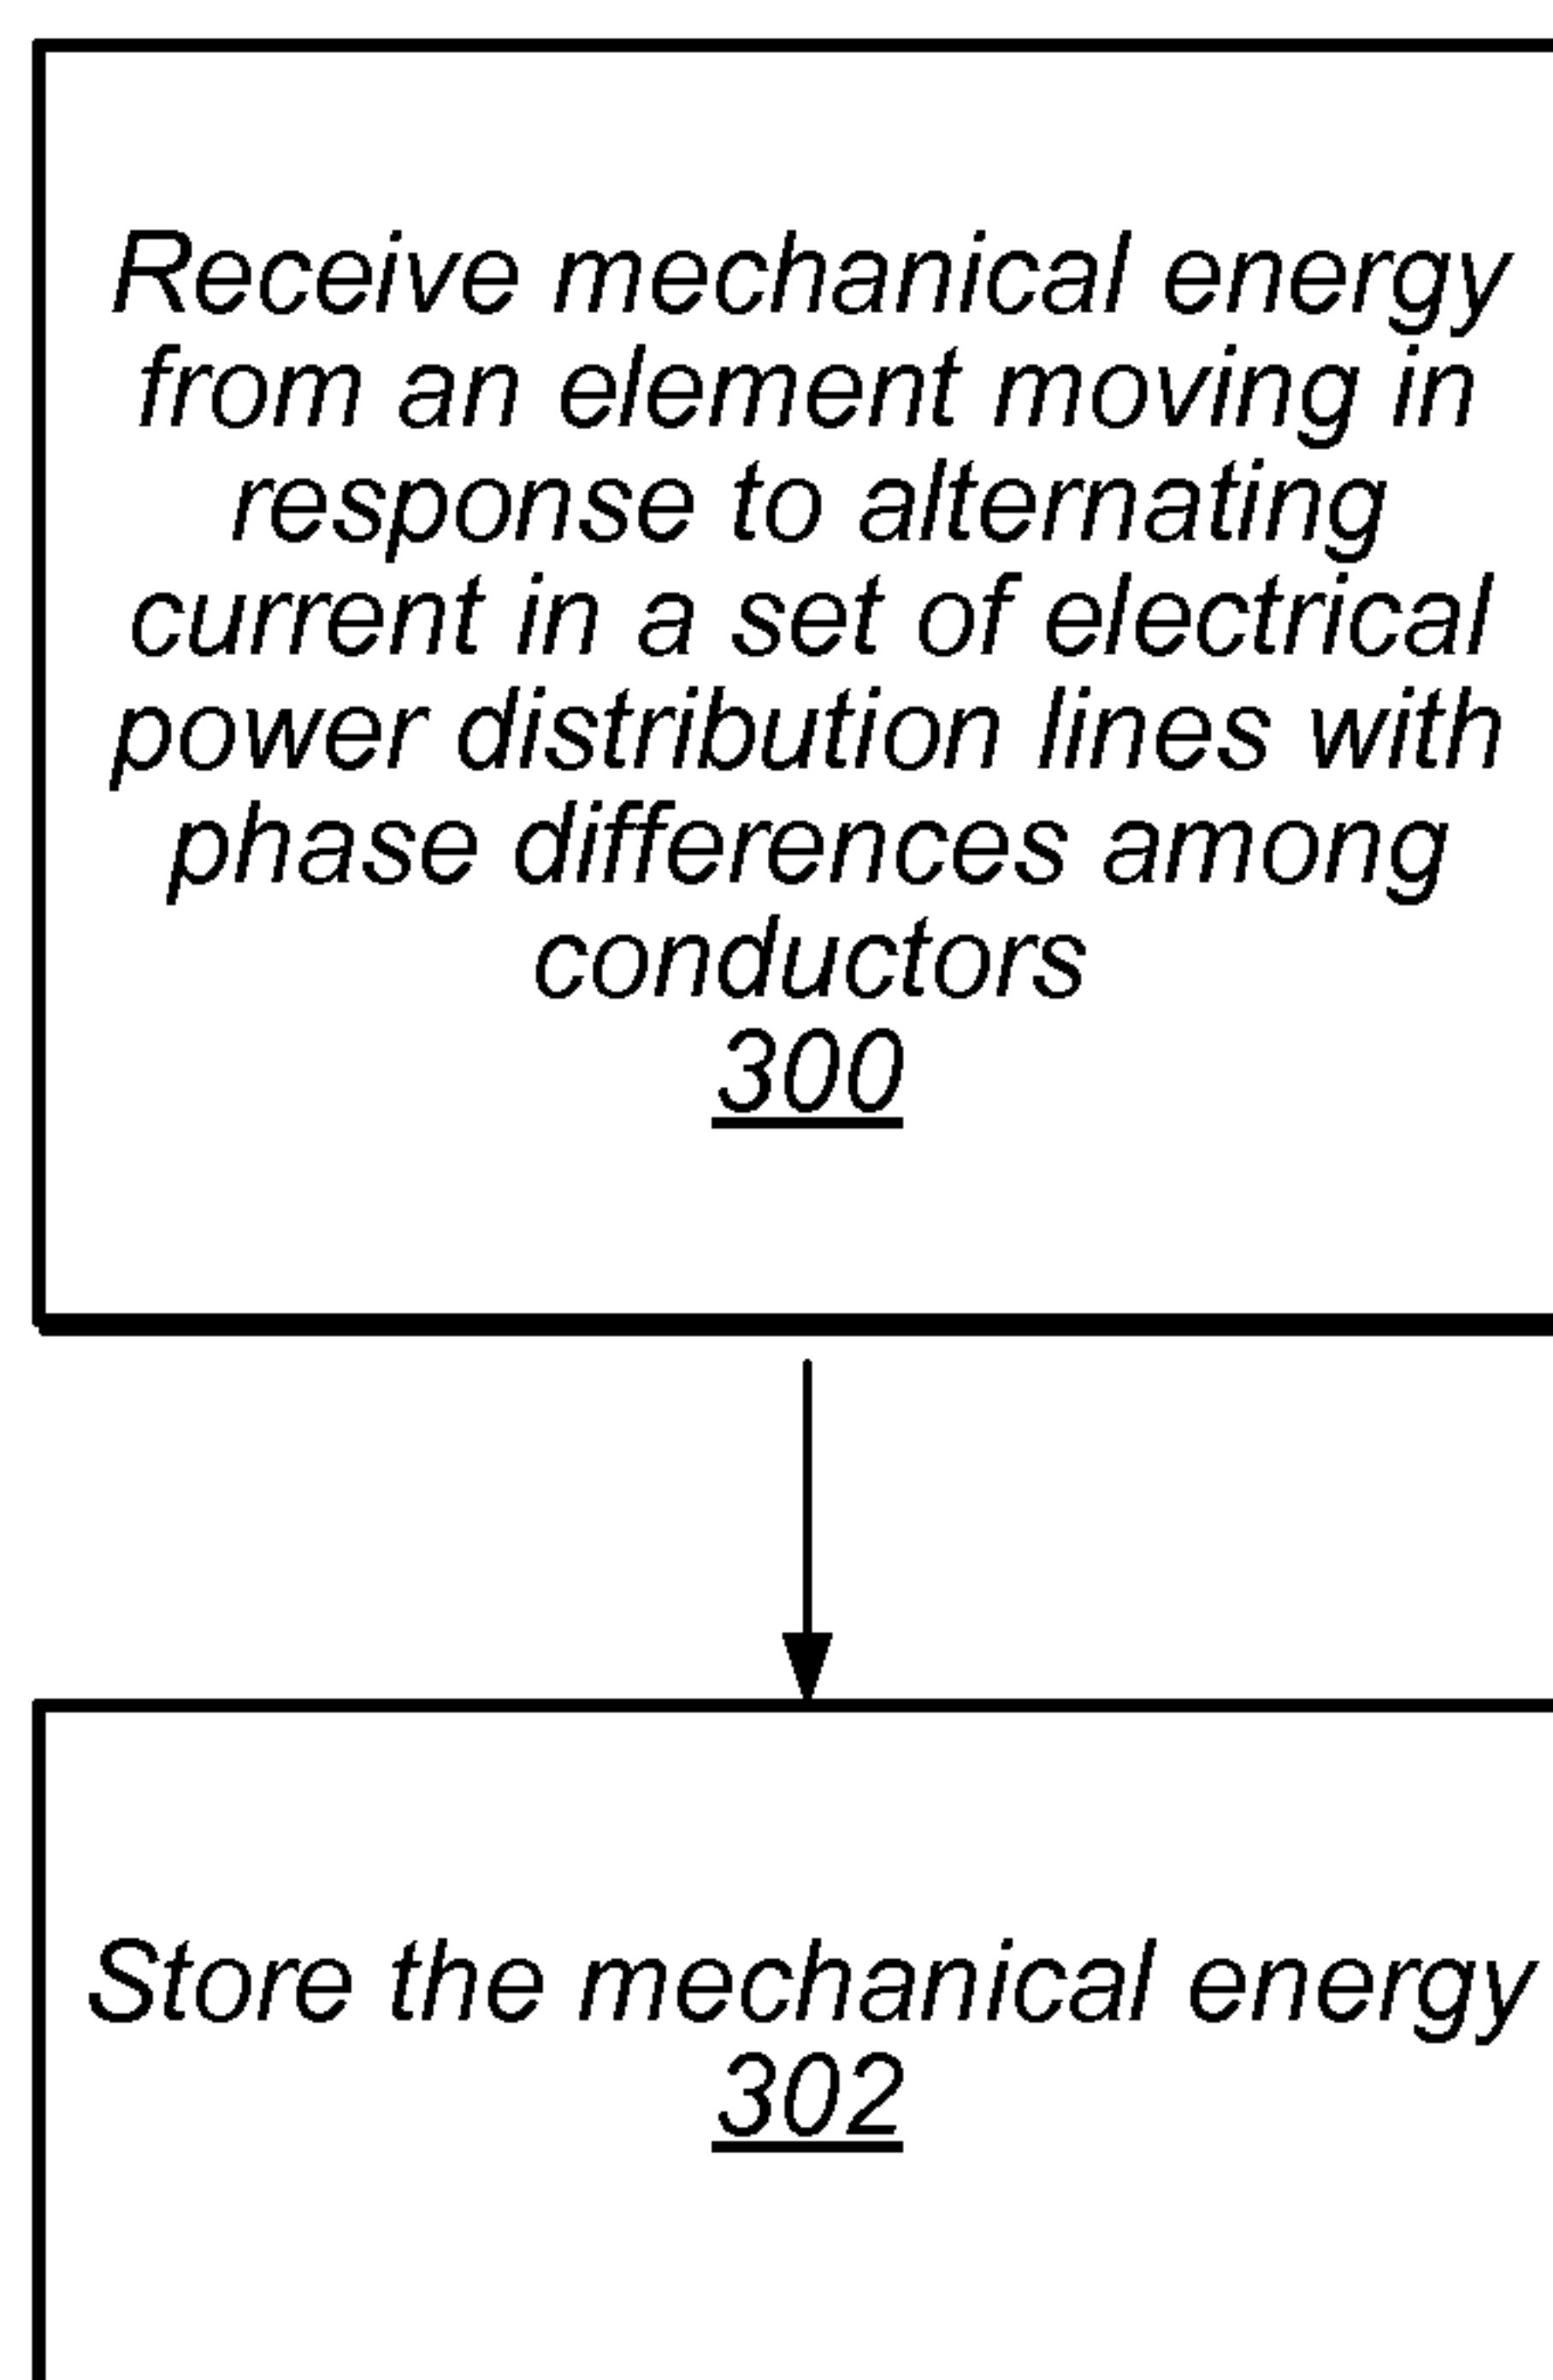 Receive mechanical energy
from an element moving in
response to alternating
current in a set of electrical
power distribution lines with
phase differences among
conductors
300
Store the mechanical energy
302